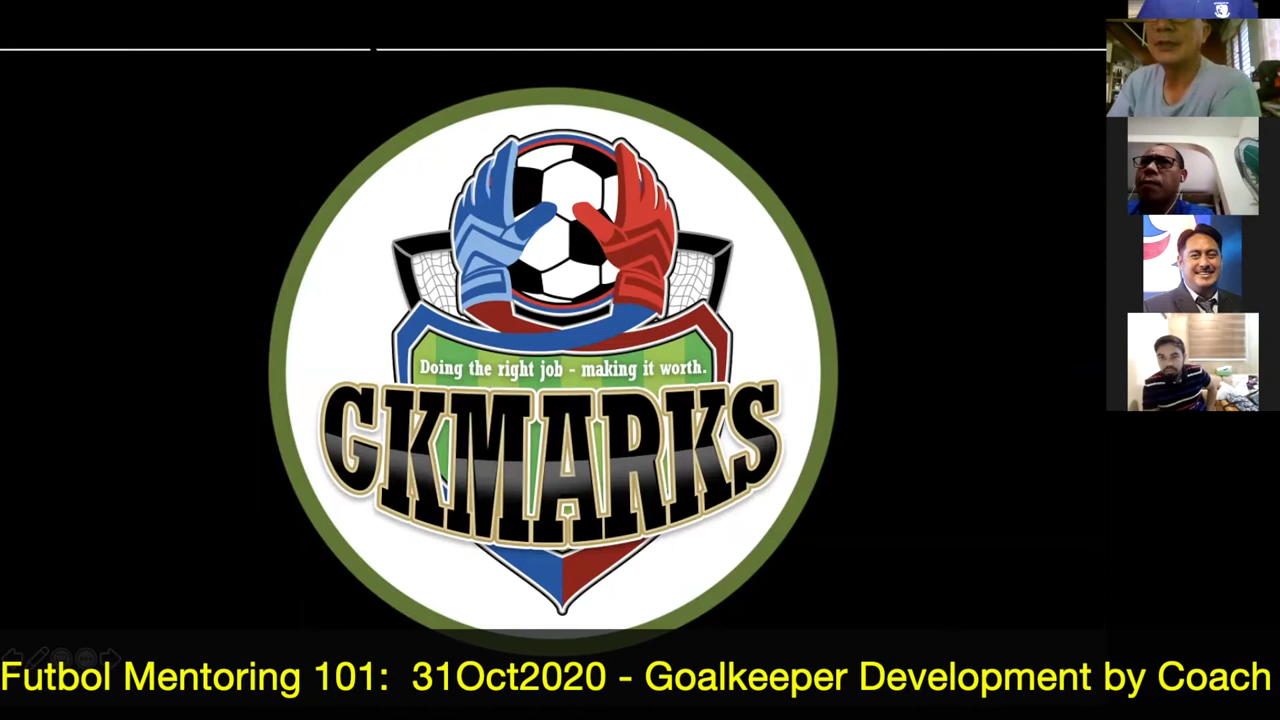 Doing the right job - making it worth.
GKMARKS
Futbol Mentoring 101: 31Oct2020 - Goalkeeper Development by Coach